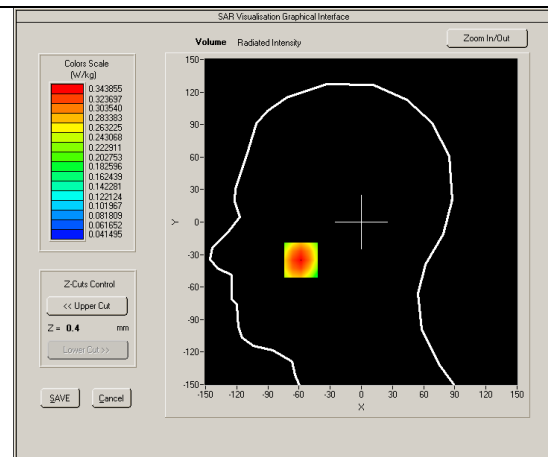 SAR Visualisation Graphical Interface
Volume Radiated Intensity
Zoom In/Out
Colors Scale
(W/kg)
0.343855
0.323697
0.303540
0.283383
0.263225
0.243068
0.222911
0.202753
0.182596
0.162439
0.142281
0.122124
0.101967
0.081809
0.061652
0.041495
Z-Cuts Control
<< Upper Cut
Z = 0.4 mm
Lower Cut >>
SAVE Cancel
150
120
90
60
30
0
-30
-60
-90
-120
-150
Y
-150 -120 -90 -60 -30 0 30 60 90 120 150
X